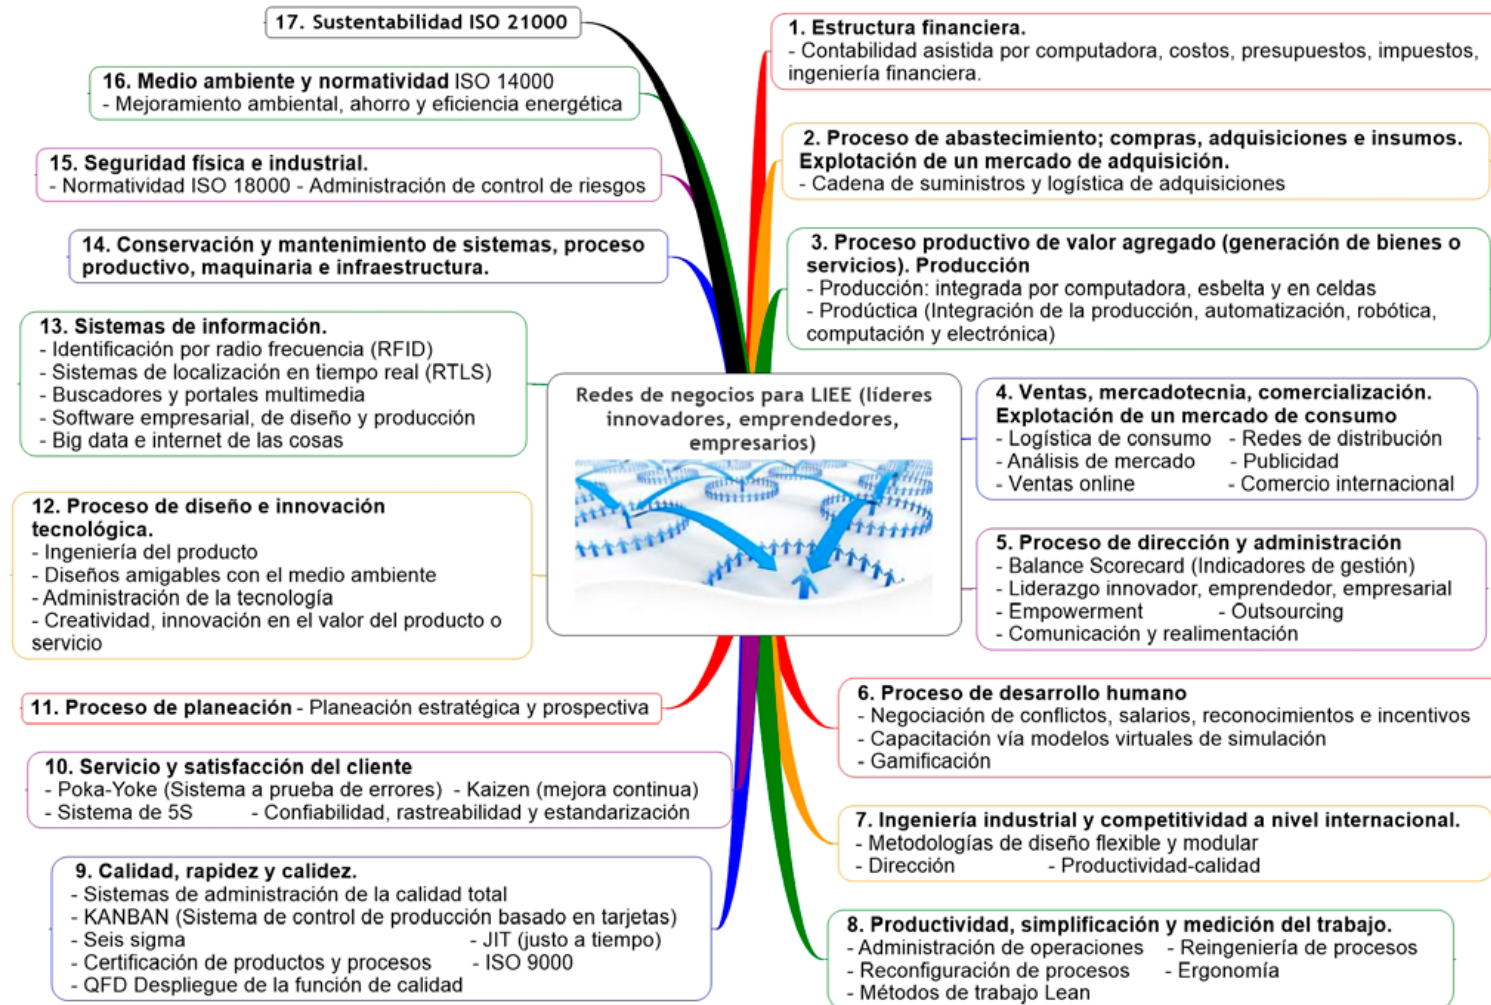 Redes de negocios para LIEE (líderes
innovadores, emprendedores,
empresarios)
1. Estructura financiera.
- Contabilidad asistida por computadora, costos, presupuestos, impuestos,
ingeniería financiera.
2. Proceso de abastecimiento; compras, adquisiciones e insumos.
Explotación de un mercado de adquisición.
- Cadena de suministros y logística de adquisiciones
3. Proceso productivo de valor agregado (generación de bienes o
servicios). Producción
- Producción: integrada por computadora, esbelta y en celdas
- Prodúctica (Integración de la producción, automatización, robótica,
computación y electrónica)
4. Ventas, mercadotecnia, comercialización.
Explotación de un mercado de consumo
- Logística de consumo - Redes de distribución
- Análisis de mercado - Publicidad
- Ventas online - Comercio internacional
5. Proceso de dirección y administración
- Balance Scorecard (Indicadores de gestión)
- Liderazgo innovador, emprendedor, empresarial
- Empowerment - Outsourcing
- Comunicación y realimentación
6. Proceso de desarrollo humano
- Negociación de conflictos, salarios, reconocimientos e incentivos
- Capacitación vía modelos virtuales de simulación
- Gamificación
7. Ingeniería industrial y competitividad a nivel internacional.
- Metodologías de diseño flexible y modular
- Dirección - Productividad-calidad
8. Productividad, simplificación y medición del trabajo.
- Administración de operaciones - Reingeniería de procesos
- Reconfiguración de procesos - Ergonomía
- Métodos de trabajo Lean
9. Calidad, rapidez y calidez.
- Sistemas de administración de la calidad total
- KANBAN (Sistema de control de producción basado en tarjetas)
- Seis sigma - JIT (justo a tiempo)
- Certificación de productos y procesos - ISO 9000
- QFD Despliegue de la función de calidad
10. Servicio y satisfacción del cliente
- Poka-Yoke (Sistema a prueba de errores) - Kaizen (mejora continua)
- Sistema de 5S - Confiabilidad, rastreabilidad y estandarización
11. Proceso de planeación - Planeación estratégica y prospectiva
12. Proceso de diseño e innovación
tecnológica.
- Ingeniería del producto
- Diseños amigables con el medio ambiente
- Administración de la tecnología
- Creatividad, innovación en el valor del producto o
servicio
13. Sistemas de información.
- Identificación por radio frecuencia (RFID)
- Sistemas de localización en tiempo real (RTLS)
- Buscadores y portales multimedia
- Software empresarial, de diseño y producción
- Big data e internet de las cosas
14. Conservación y mantenimiento de sistemas, proceso
productivo, maquinaria e infraestructura.
15. Seguridad física e industrial.
- Normatividad ISO 18000 - Administración de control de riesgos
16. Medio ambiente y normatividad ISO 14000
- Mejoramiento ambiental, ahorro y eficiencia energética
17. Sustentabilidad ISO 21000